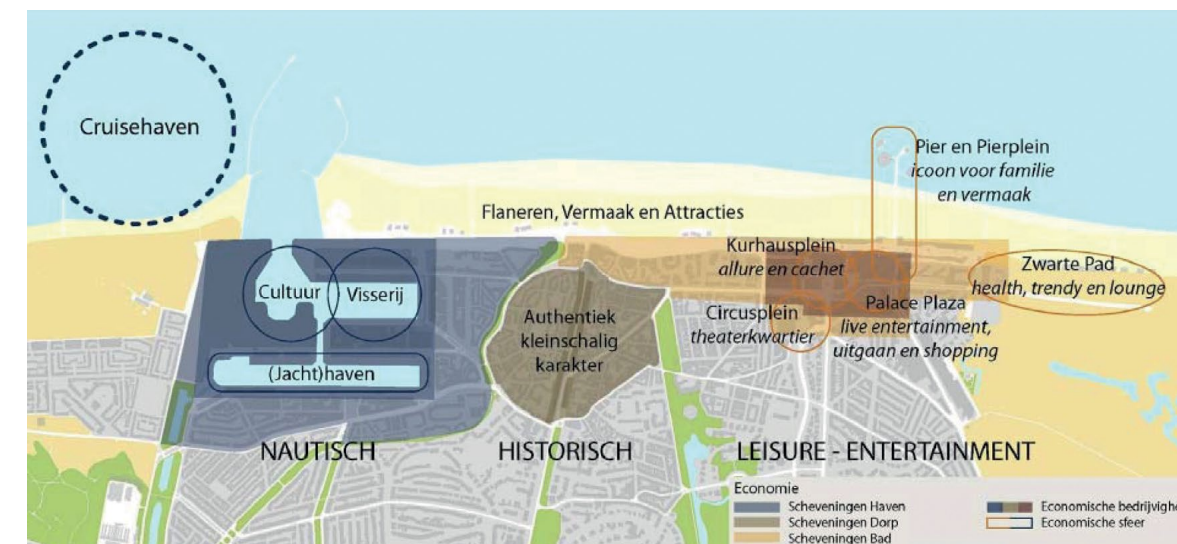 Cruisehaven
Pier en Pierplein
icoon voor familie
en vermaak
Flaneren, Vermaak en Attracties
Kurhausplein
allure en cachet
Zwarte Pad
health, trendy en lounge
Cultuur
Visserij
Circusplein
theaterkwartier
Palace Plaza
live entertainment,
uitgaan en shopping
Authentiek
kleinschalig
karakter
(Jacht)haven
NAUTISCH
HISTORISCH
LEISURE - ENTERTAINMENT
Economie
Scheveningen Haven
Scheveningen Dorp
Scheveningen Bad
Economische bedrijvighe
Economische sfeer